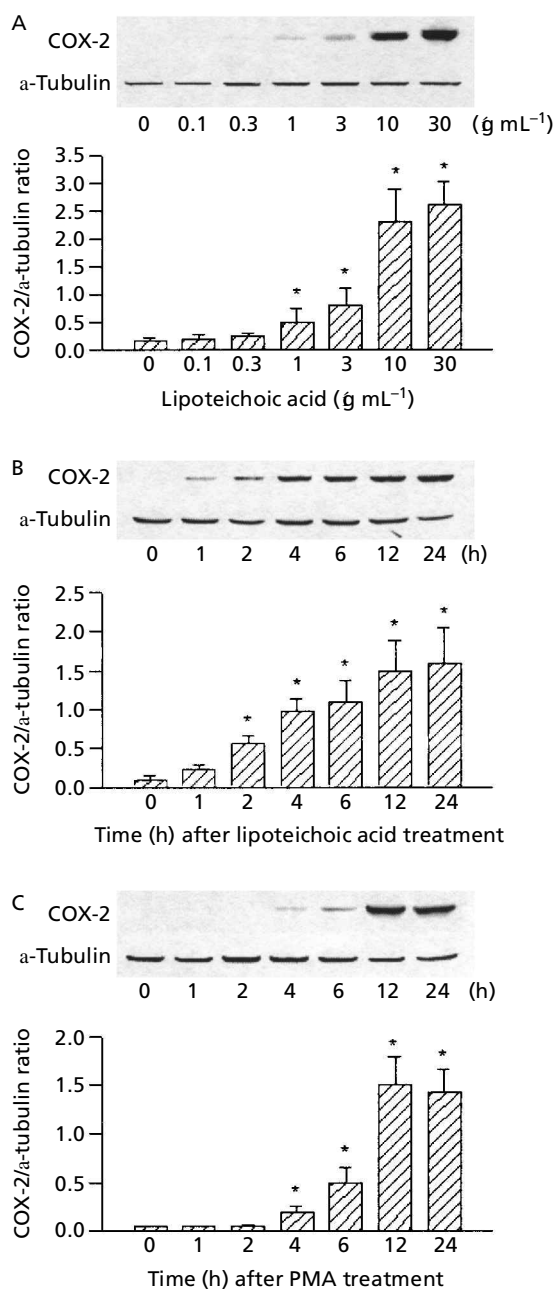 A
COX-2
a-Tubulin
0 0.1 0.3 1 3 10 30 (ǵ mL⁻¹)
COX-2/a-tubulin ratio
3.5
3.0
2.5
2.0
1.5
1.0
0.5
0.0
* * * *
0 0.1 0.3 1 3 10 30
Lipoteichoic acid (ǵ mL⁻¹)
B
COX-2
a-Tubulin
0 1 2 4 6 12 24 (h)
COX-2/a-tubulin ratio
2.5
2.0
1.5
1.0
0.5
0.0
* * * * *
0 1 2 4 6 12 24
Time (h) after lipoteichoic acid treatment
C
COX-2
a-Tubulin
0 1 2 4 6 12 24 (h)
COX-2/a-tubulin ratio
2.0
1.5
1.0
0.5
0.0
* * * *
0 1 2 4 6 12 24
Time (h) after PMA treatment